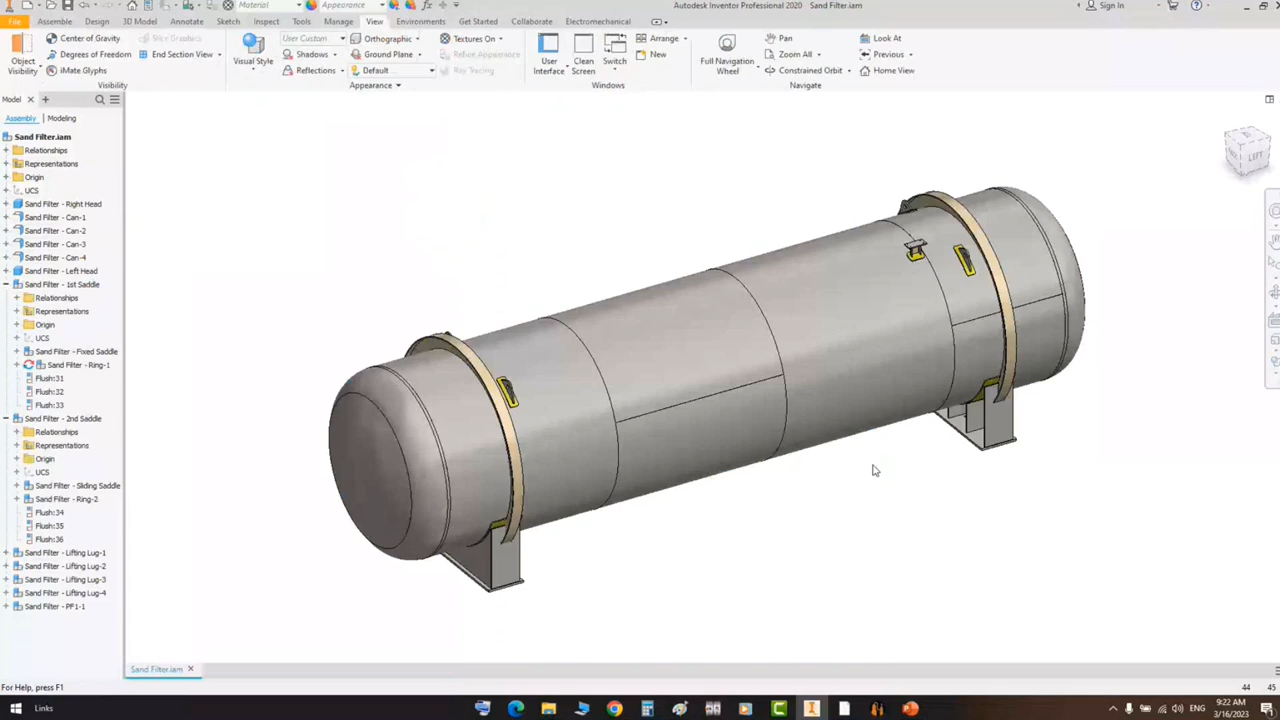 Material
Appearance
Autodesk Inventor Professional 2020 Sand Filter.iam
Sign In
File Assemble Design 3D Model Annotate Sketch Inspect Tools Manage View Environments Get Started Collaborate Electromechanical
Object Visibility
Center of Gravity
Degrees of Freedom
iMate Glyphs
Slice Graphics
End Section View
Visibility
Visual Style
User Custom
Shadows
Reflections
Orthographic
Ground Plane
Default
Textures On
Refine Appearance
Ray Tracing
Appearance
User Interface
Clean Screen
Switch
Arrange
New
Windows
Full Navigation Wheel
Pan
Zoom All
Constrained Orbit
Look At
Previous
Home View
Navigate
Model
Assembly Modeling
Sand Filter.iam
Relationships
Representations
Origin
UCS
Sand Filter - Right Head
Sand Filter - Can-1
Sand Filter - Can-2
Sand Filter - Can-3
Sand Filter - Can-4
Sand Filter - Left Head
Sand Filter - 1st Saddle
Relationships
Representations
Origin
UCS
Sand Filter - Fixed Saddle
Sand Filter - Ring-1
Flush:31
Flush:32
Flush:33
Sand Filter - 2nd Saddle
Relationships
Representations
Origin
UCS
Sand Filter - Sliding Saddle
Sand Filter - Ring-2
Flush:34
Flush:35
Flush:36
Sand Filter - Lifting Lug-1
Sand Filter - Lifting Lug-2
Sand Filter - Lifting Lug-3
Sand Filter - Lifting Lug-4
Sand Filter - PF1-1
LEFT
Sand Filter.iam
For Help, press F1
44 45
Links
ENG
9:22 AM
3/16/2023